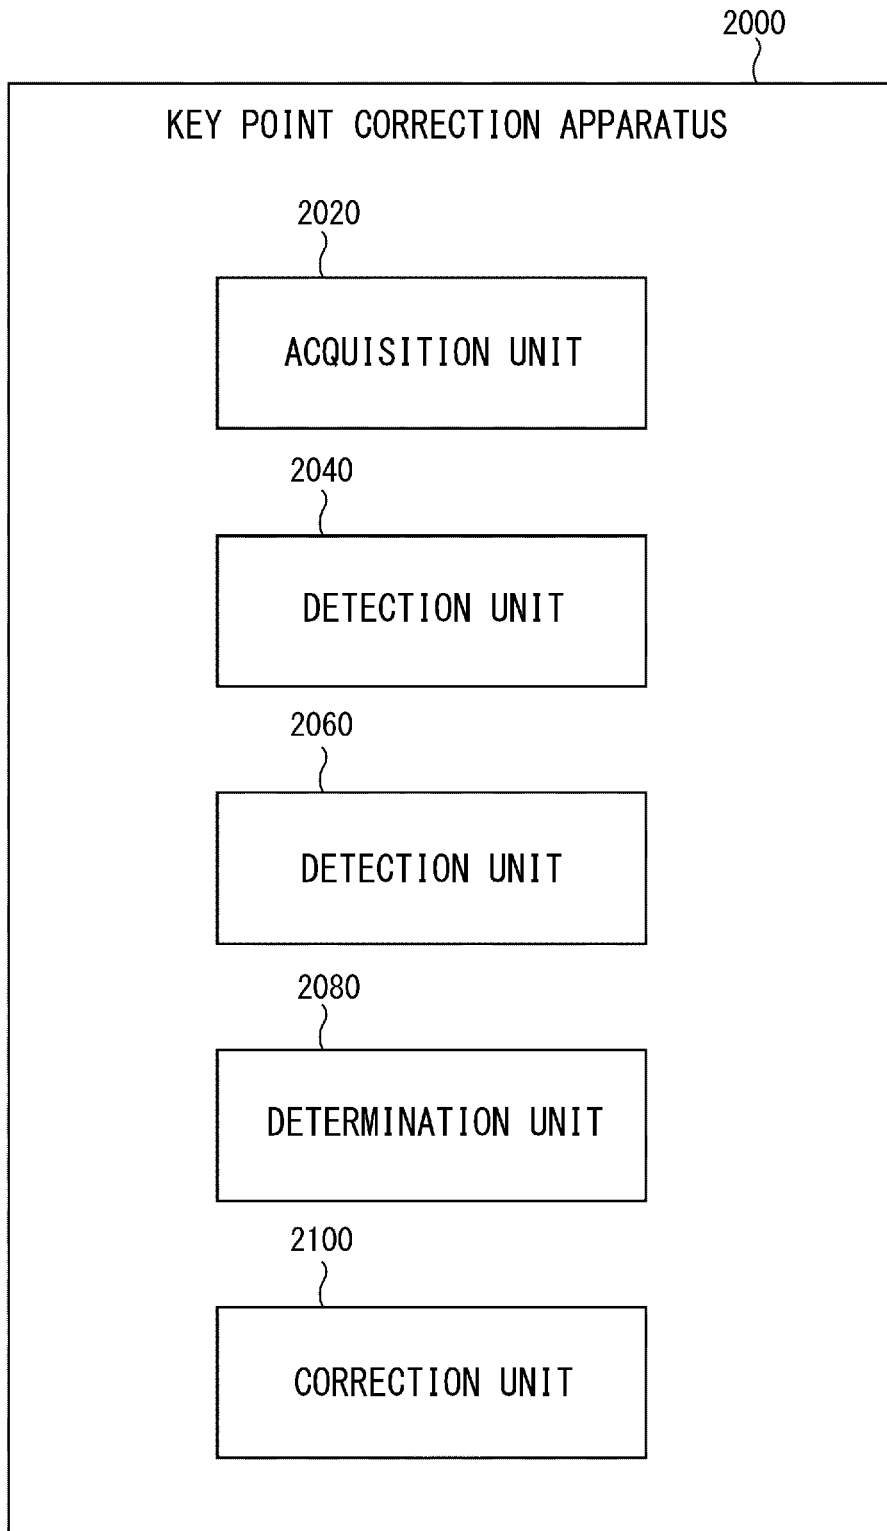 2000
KEY POINT CORRECTION APPARATUS
2020
ACQUISITION UNIT
2040
DETECTION UNIT
2060
DETECTION UNIT
2080
DETERMINATION UNIT
2100
CORRECTION UNIT